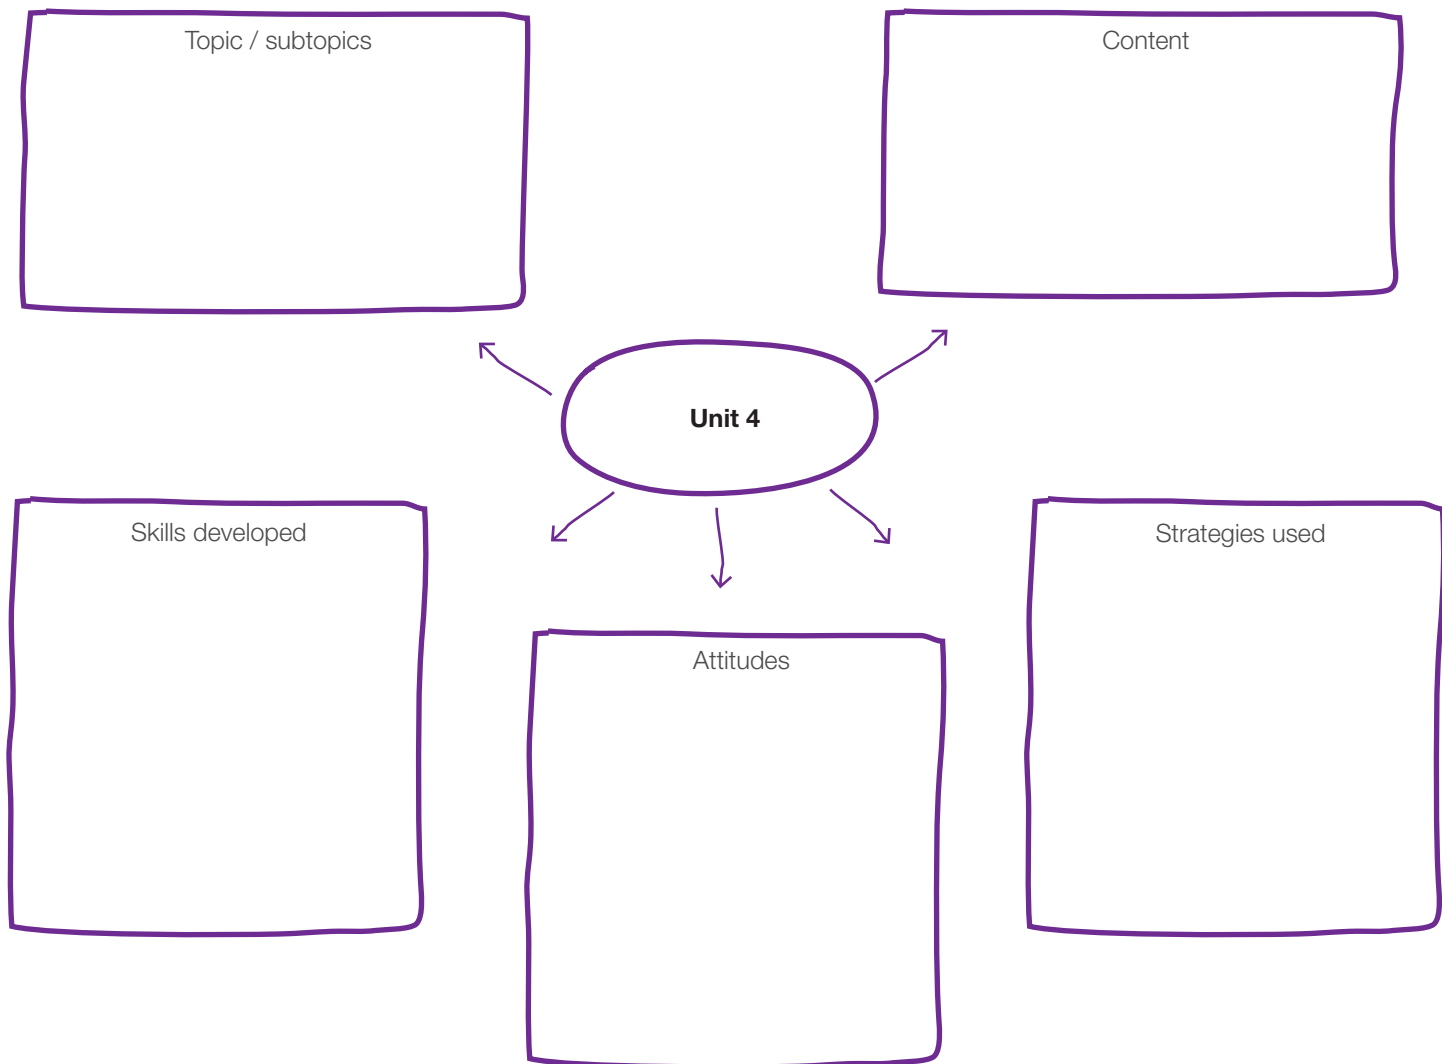 Topic / subtopics
Content
Unit 4
Skills developed
Strategies used
Attitudes